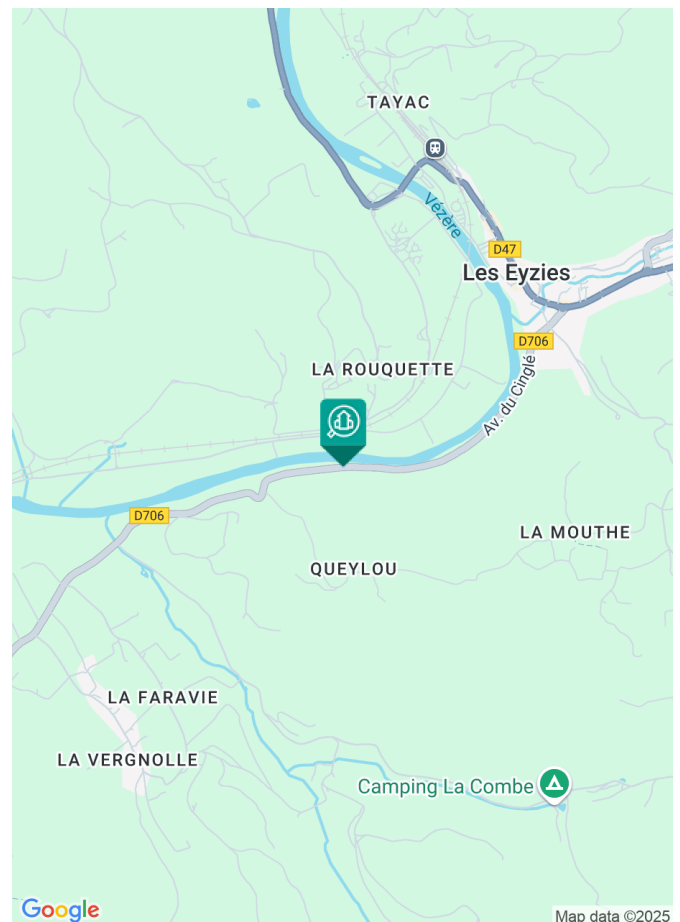 TAYAC
Vézère
D47
Les Eyzies
D706
LA ROUQUETTE
Av. du Cinglé
D706
LA MOUTHE
QUEYLOU
LA FARAVIE
LA VERGNOLLE
Camping La Combe
Google
Map data ©2025